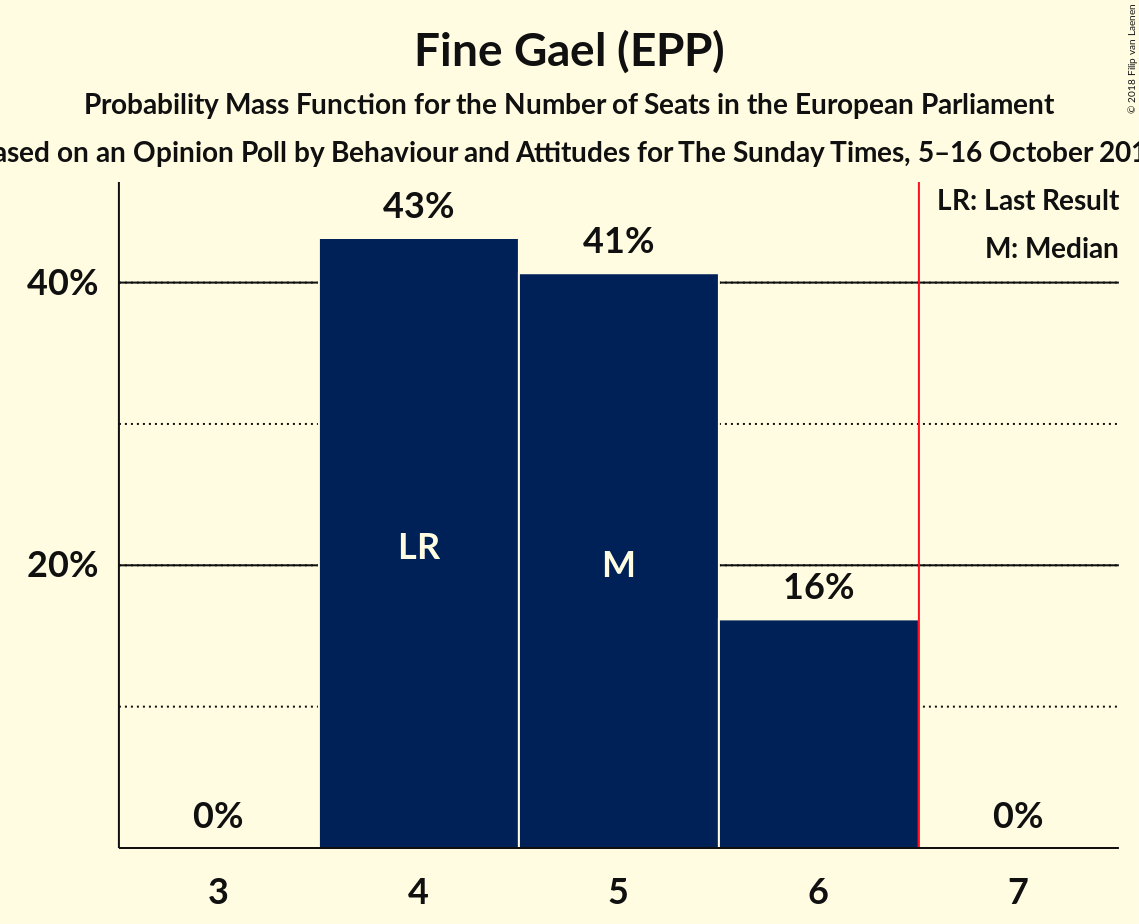 Fine Gael (EPP)
Probability Mass Function for the Number of Seats in the European Parliament
on an Opinion Poll by Behaviour and Attitudes for The Sunday Times, 5–16 October
© 2018 Filip van Laenen
LR: Last Result
M: Median
43%
41%
40%
LR
M
20%
16%
0%
0%
3 4 5 6 7